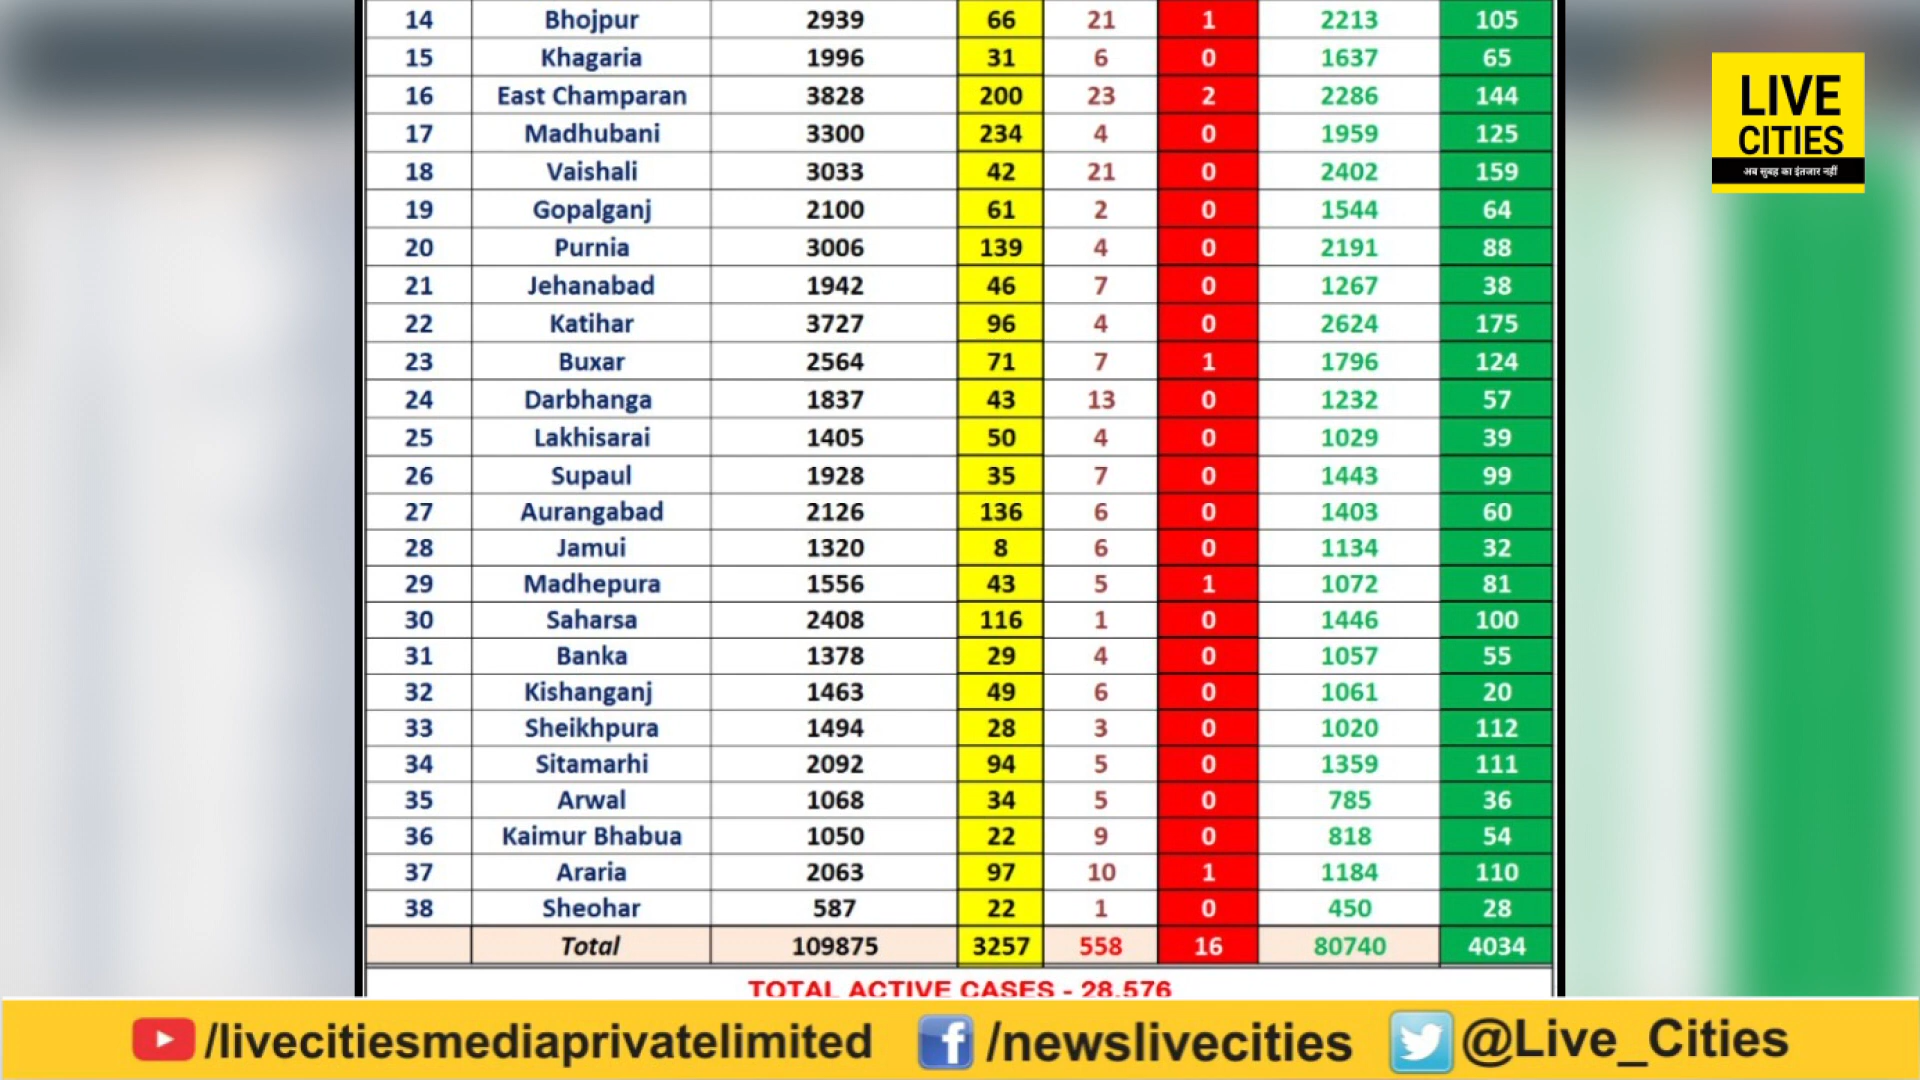 14 Bhojpur 2939 66 21 1 2213 105
15 Khagaria 1996 31 6 0 1637 65
16 East Champaran 3828 200 23 2 2286 144
17 Madhubani 3300 234 4 0 1959 125
18 Vaishali 3033 42 21 0 2402 159
19 Gopalganj 2100 61 2 0 1544 64
20 Purnia 3006 139 4 0 2191 88
21 Jehanabad 1942 46 7 0 1267 38
22 Katihar 3727 96 4 0 2624 175
23 Buxar 2564 71 7 1 1796 124
24 Darbhanga 1837 43 13 0 1232 57
25 Lakhisarai 1405 50 4 0 1029 39
26 Supaul 1928 35 7 0 1443 99
27 Aurangabad 2126 136 6 0 1403 60
28 Jamui 1320 8 6 0 1134 32
29 Madhepura 1556 43 5 1 1072 81
30 Saharsa 2408 116 1 0 1446 100
31 Banka 1378 29 4 0 1057 55
32 Kishanganj 1463 49 6 0 1061 20
33 Sheikhpura 1494 28 3 0 1020 112
34 Sitamarhi 2092 94 5 0 1359 111
35 Arwal 1068 34 5 0 785 36
36 Kaimur Bhabua 1050 22 9 0 818 54
37 Araria 2063 97 10 1 1184 110
38 Sheohar 587 22 1 0 450 28
Total 109875 3257 558 16 80740 4034
TOTAL ACTIVE CASES - 28,576
LIVE
CITIES
अब सुबह का इंतजार नहीं
/livecitiesmediaprivatelimited /newslivecities @Live_Cities